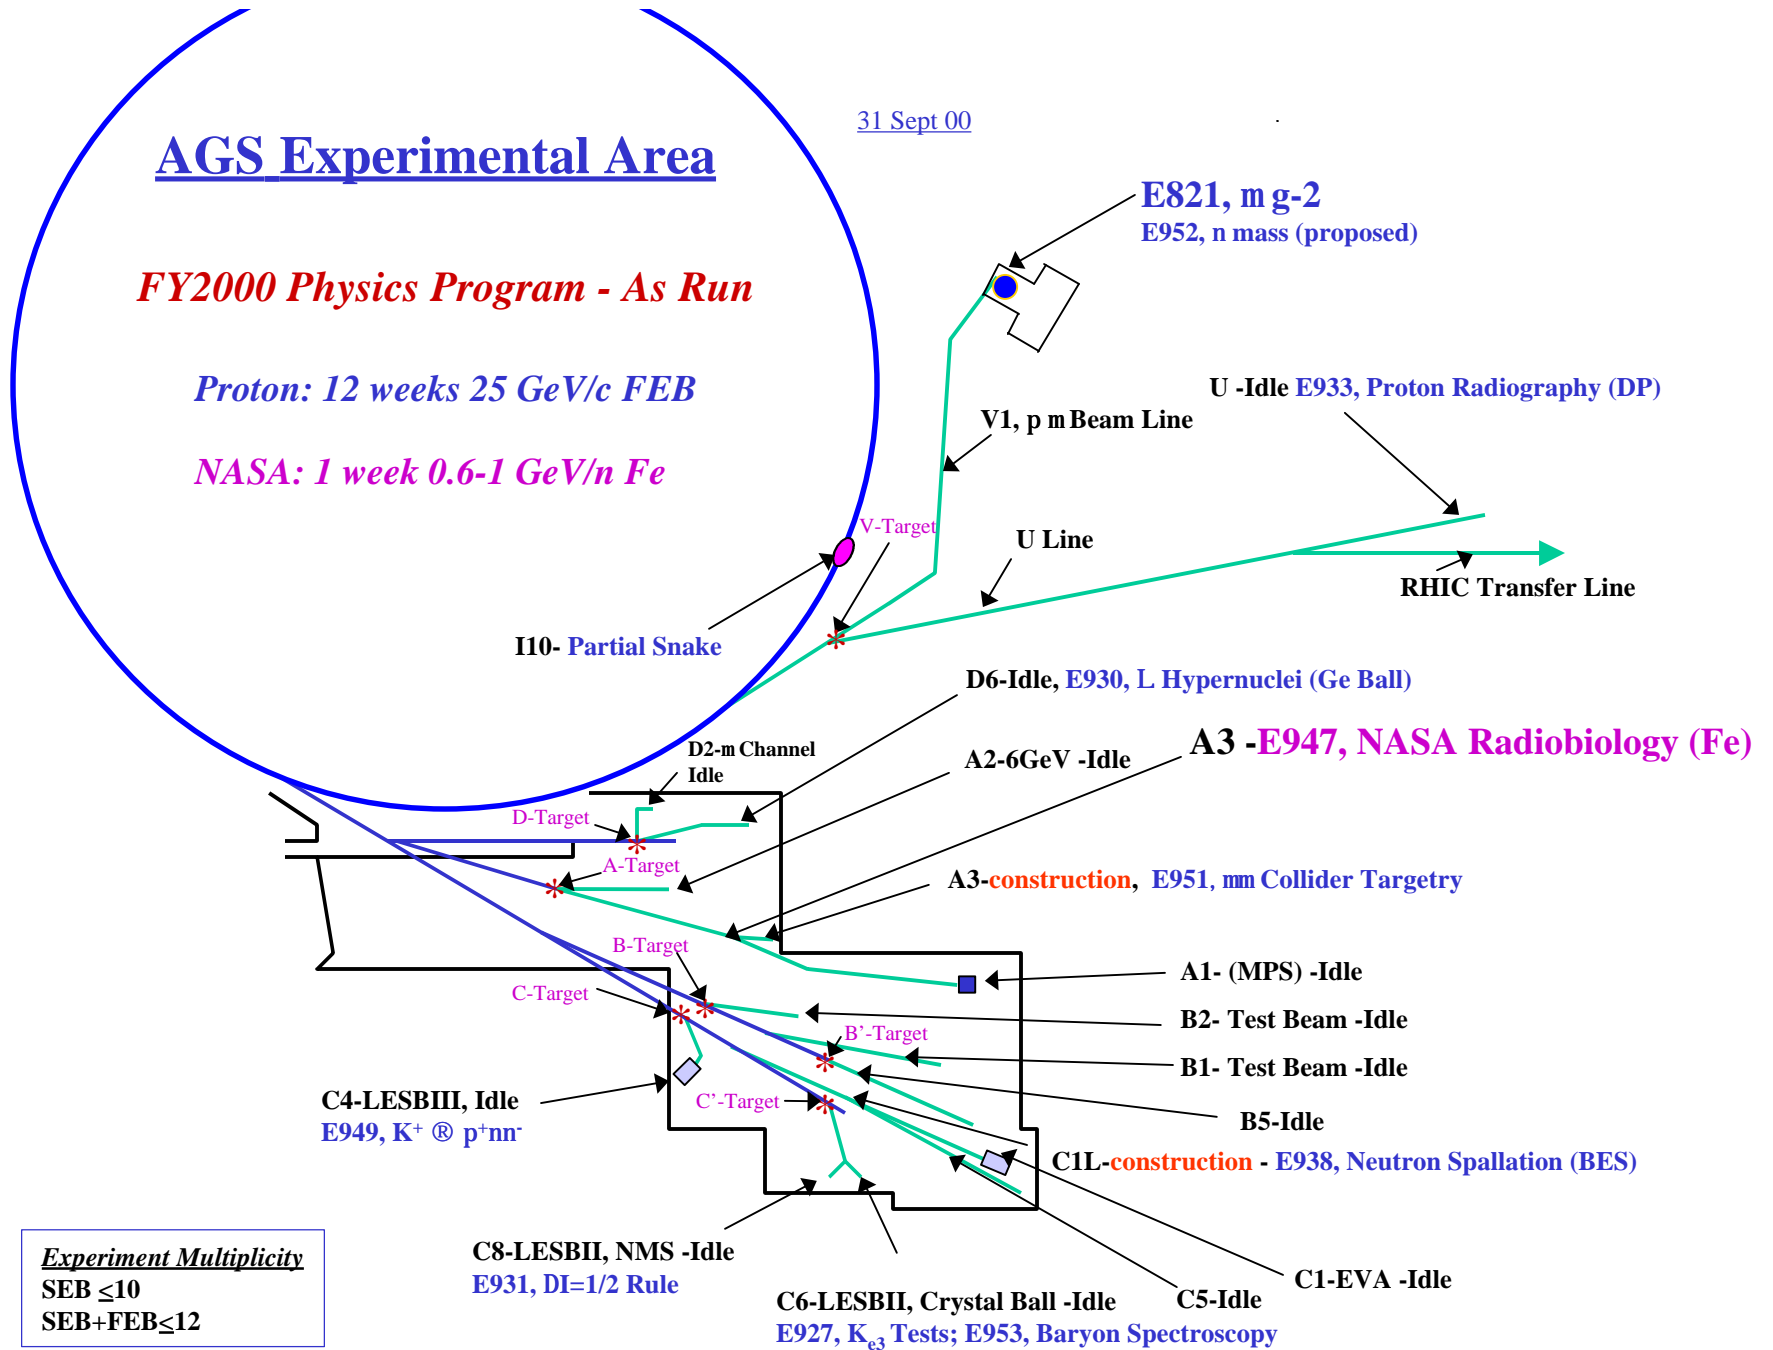 31 Sept 00
AGS Experimental Area
E821, m g-2
E952, n mass (proposed)
FY2000 Physics Program - As Run
Proton: 12 weeks 25 GeV/c FEB
U -Idle E933, Proton Radiography (DP)
V1, p m Beam Line
NASA: 1 week 0.6-1 GeV/n Fe
V-Target
U Line
RHIC Transfer Line
I10- Partial Snake
D6-Idle, E930, L Hypernuclei (Ge Ball)
D2-m Channel
Idle
A2-6GeV -Idle
A3 -E947, NASA Radiobiology (Fe)
D-Target
A-Target
A3-construction, E951, mm Collider Targetry
B-Target
A1- (MPS) -Idle
C-Target
B2- Test Beam -Idle
B'-Target
B1- Test Beam -Idle
C4-LESBIII, Idle
E949, K+ ® p+nn-
C'-Target
B5-Idle
C1L-construction - E938, Neutron Spallation (BES)
Experiment Multiplicity
SEB ≤10
SEB+FEB≤12
C8-LESBII, NMS -Idle
E931, DI=1/2 Rule
C1-EVA -Idle
C5-Idle
C6-LESBII, Crystal Ball -Idle
E927, Ke3 Tests; E953, Baryon Spectroscopy